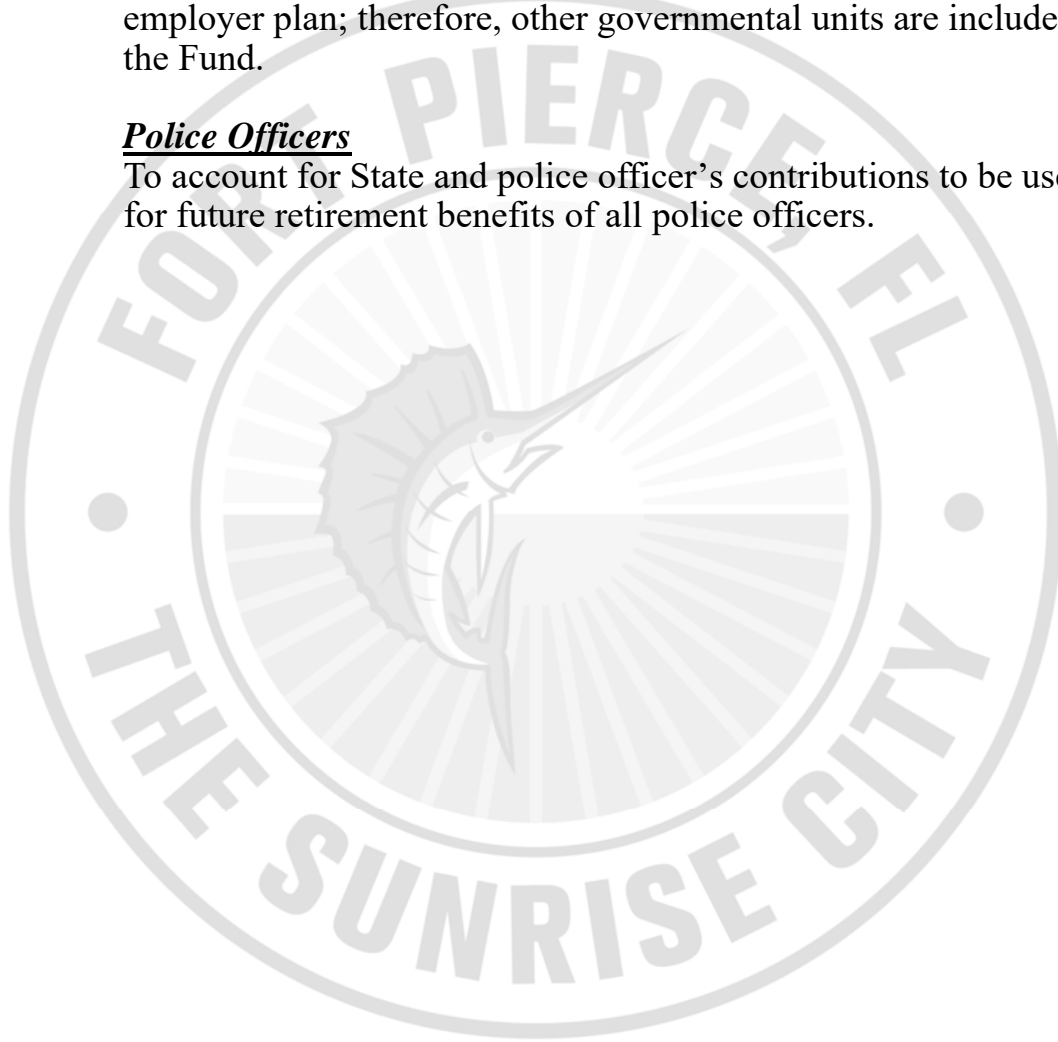 employer plan; therefore, other governmental units are include
the Fund.
Police Officers
To account for State and police officer’s contributions to be use
for future retirement benefits of all police officers.
FORT PIERCE, FL
THE SUNRISE CITY